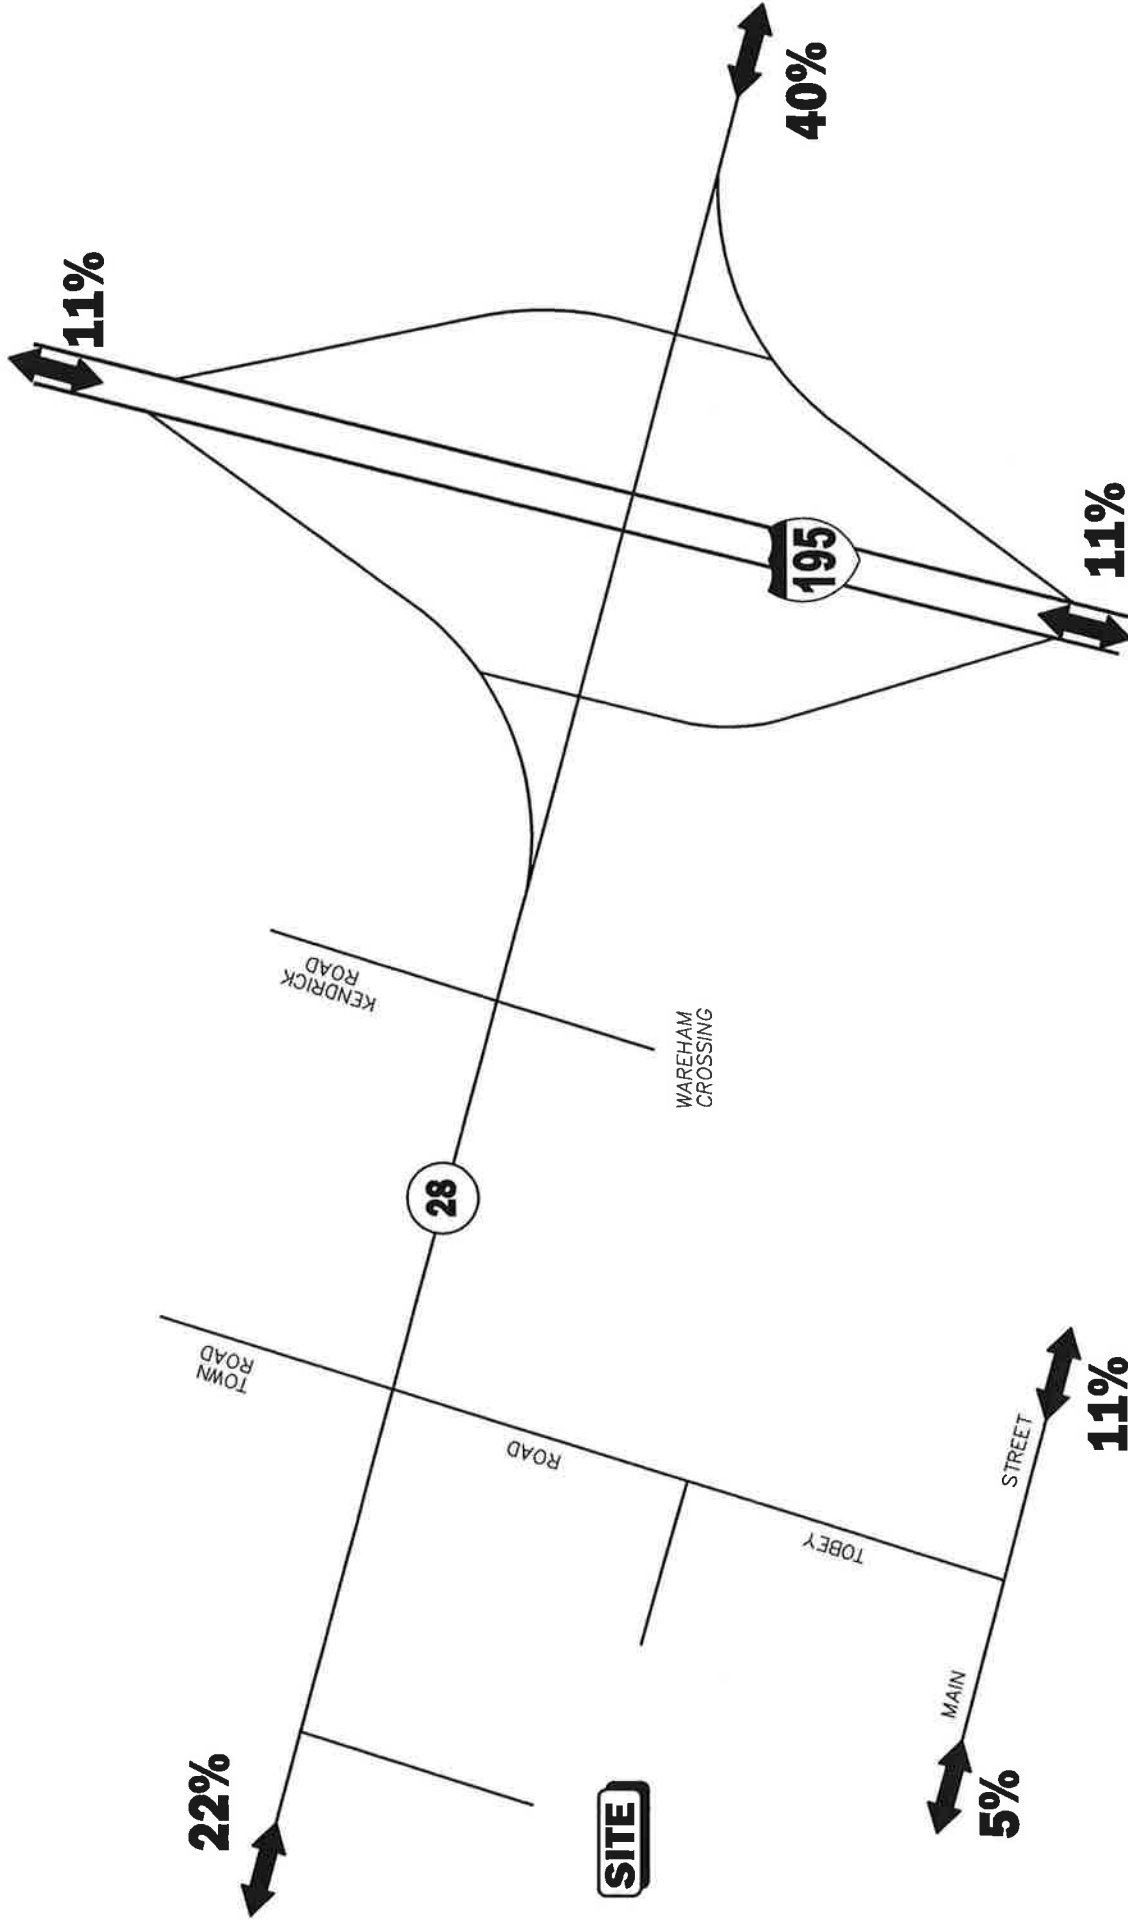 40%
11%
11%
195
KENDRICK
ROAD
WAREHAM
CROSSING
28
TOWN
ROAD
ROAD
TOBEY
STREET
11%
MAIN
5%
22%
SITE